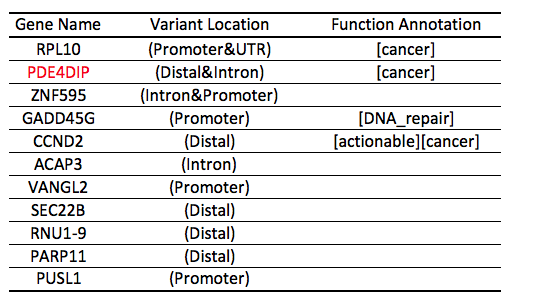 Gene Name Variant Location Function Annotation
RPL10 (Promoter&UTR) [cancer]
PDE4DIP (Distal&Intron) [cancer]
ZNF595 (Intron&Promoter)
GADD45G (Promoter) [DNA_repair]
CCND2 (Distal) [actionable][cancer]
ACAP3 (Intron)
VANGL2 (Promoter)
SEC22B (Distal)
RNU1-9 (Distal)
PARP11 (Distal)
PUSL1 (Promoter)